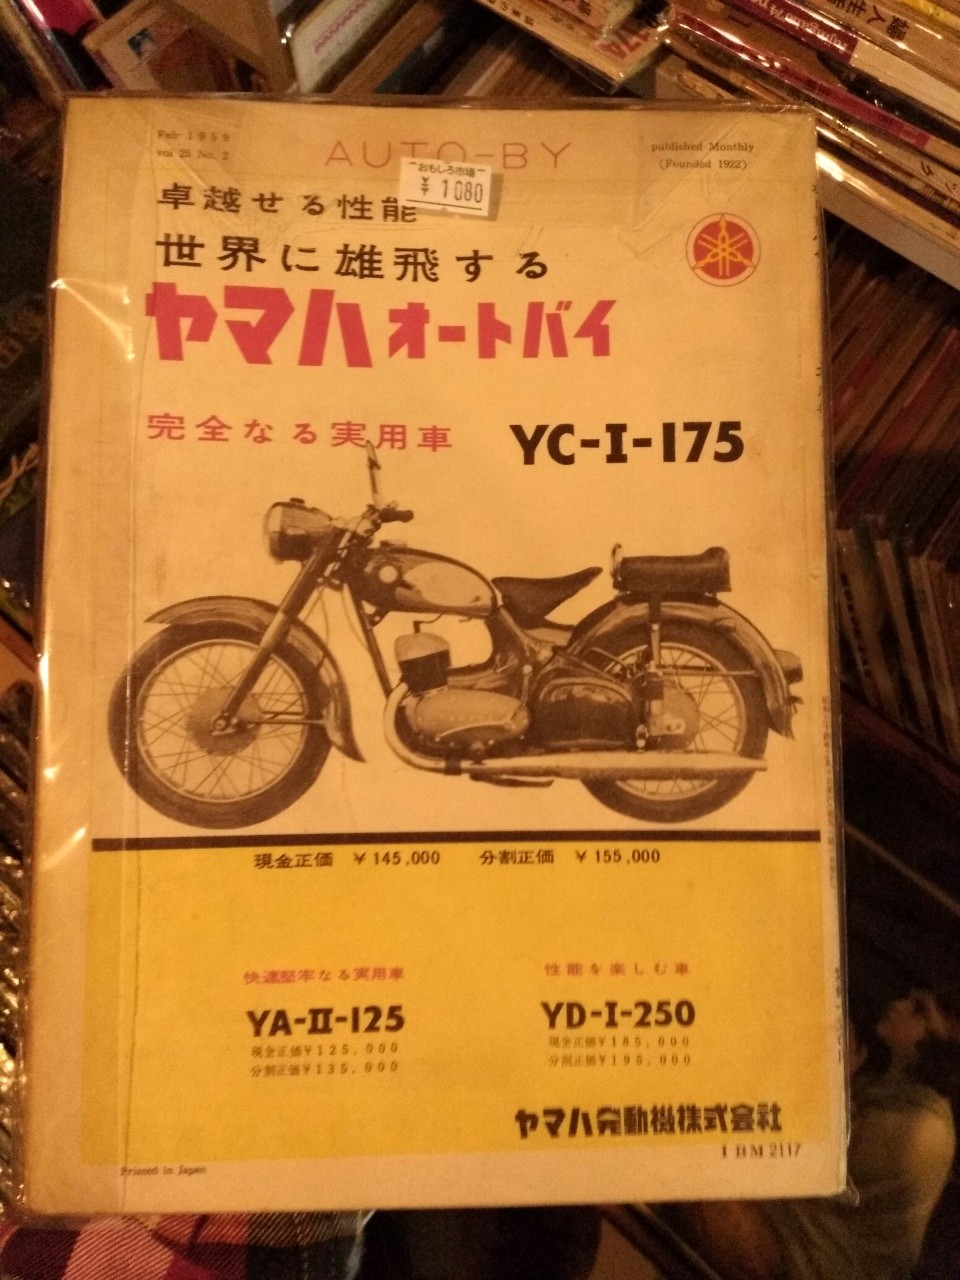 Feb 1959
vol 25 No. 2
AUTO-BY
published Monthly
(Founded 1922)
おもしろ市場
¥1080
卓越せる性能
世界に雄飛する
ヤマハオートバイ
完全なる実用車
YC-I-175
現金正価 ¥145,000 分割正価 ¥155,000
快速堅牢なる実用車
YA-II-125
現金正価¥125,000
分割正価¥135,000
性能を楽しむ車
YD-I-250
現金正価¥185,000
分割正価¥195,000
ヤマハ発動機株式会社
IBM 2117
Printed in Japan